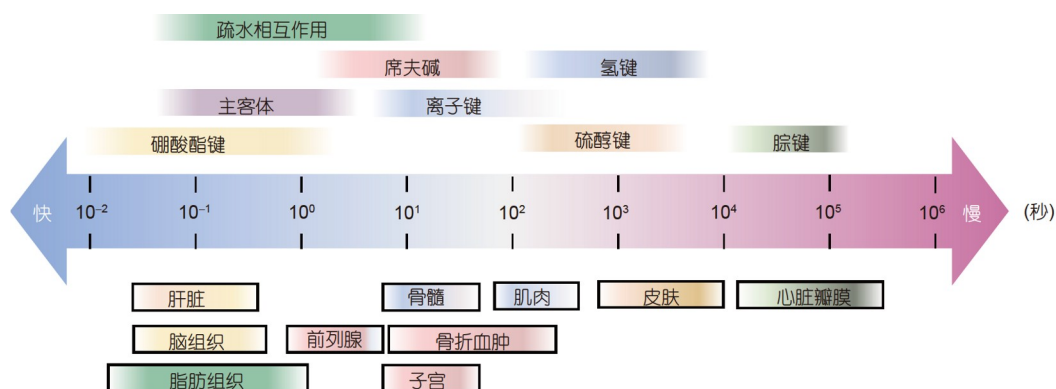 疏水相互作用
席夫碱 氢键
主客体 离子键
硼酸酯键 硫醇键 腙键
快 10⁻² 10⁻¹ 10⁰ 10¹ 10² 10³ 10⁴ 10⁵ 10⁶ 慢 (秒)
肝脏 骨髓 肌肉 皮肤 心脏瓣膜
脑组织 前列腺 骨折血肿
脂肪组织 子宫